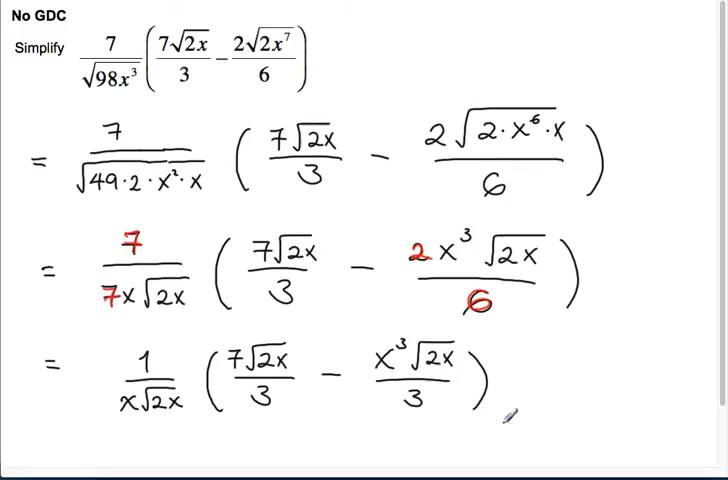 No GDC
Simplify 7/√(98x³) (7√(2x)/3 − 2√(2x⁷)/6)
= 7/√(49·2·x²·x) (7√(2x)/3 − 2√(2·x⁶·x)/6)
= 7/(7x√(2x)) (7√(2x)/3 − 2x³√(2x)/6)
= 1/(x√(2x)) (7√(2x)/3 − x³√(2x)/3)